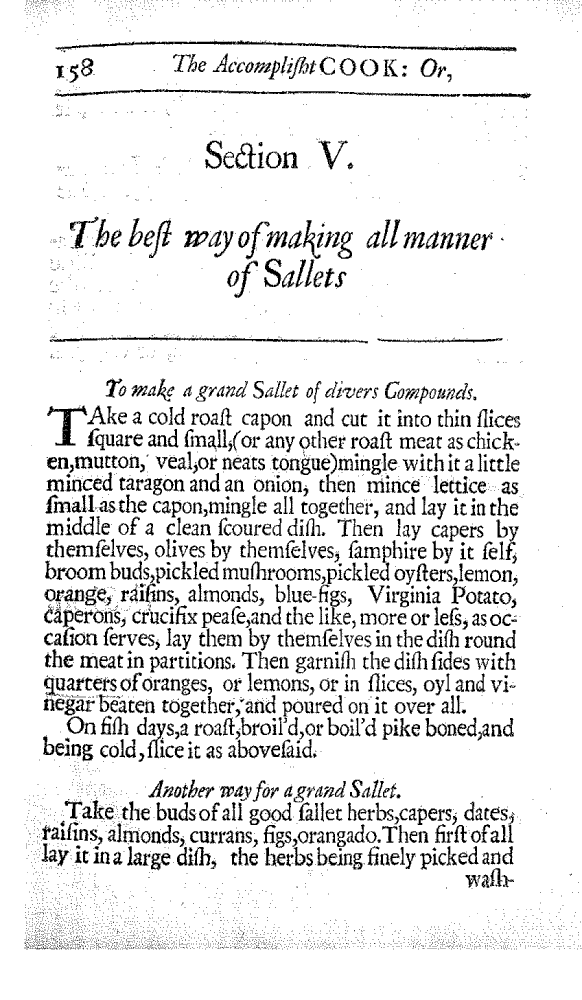 158 The Accompliſht COOK: Or,
Section V.
The beſt way of making all manner
of Sallets
To make a grand Sallet of divers Compounds.
TAke a cold roaſt capon and cut it into thin ſlices
ſquare and ſmall,(or any other roaſt meat as chick-
en,mutton, veal,or neats tongue)mingle with it a little
minced taragon and an onion, then mince lettice as
ſmall as the capon,mingle all together, and lay it in the
middle of a clean ſcoured diſh. Then lay capers by
themſelves, olives by themſelves, ſamphire by it ſelf,
broom buds,pickled muſhrooms,pickled oyſters,lemon,
orange, raiſins, almonds, blue-figs, Virginia Potato,
caperons, crucifix peaſe,and the like, more or leſs, as oc-
caſion ſerves, lay them by themſelves in the diſh round
the meat in partitions. Then garniſh the diſh ſides with
quarters of oranges, or lemons, or in ſlices, oyl and vi-
negar beaten together, and poured on it over all.
On fiſh days,a roaſt,broil'd,or boil'd pike boned,and
being cold, ſlice it as aboveſaid.
Another way for a grand Sallet.
Take the buds of all good ſallet herbs,capers, dates,
raiſins, almonds, currans, figs,orangado.Then firſt of all
lay it in a large diſh, the herbs being finely picked and
waſh-